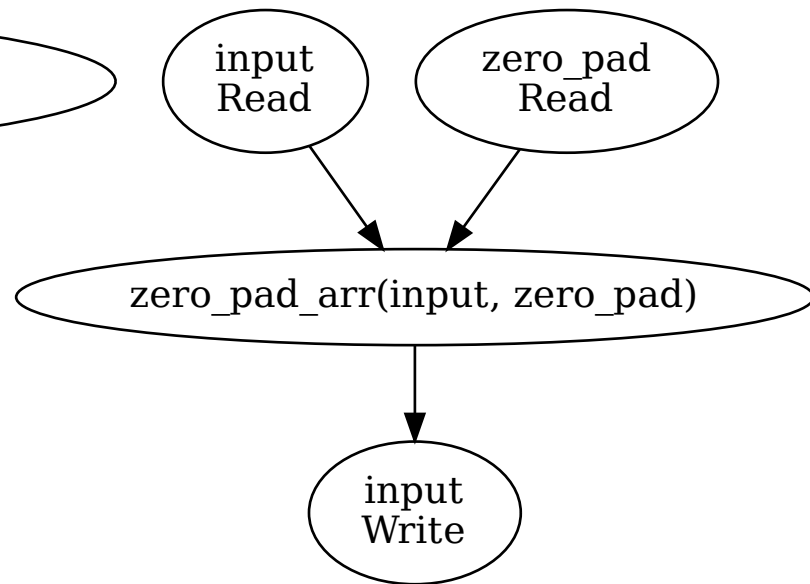 input
Read
zero_pad
Read
zero_pad_arr(input, zero_pad)
input
Write